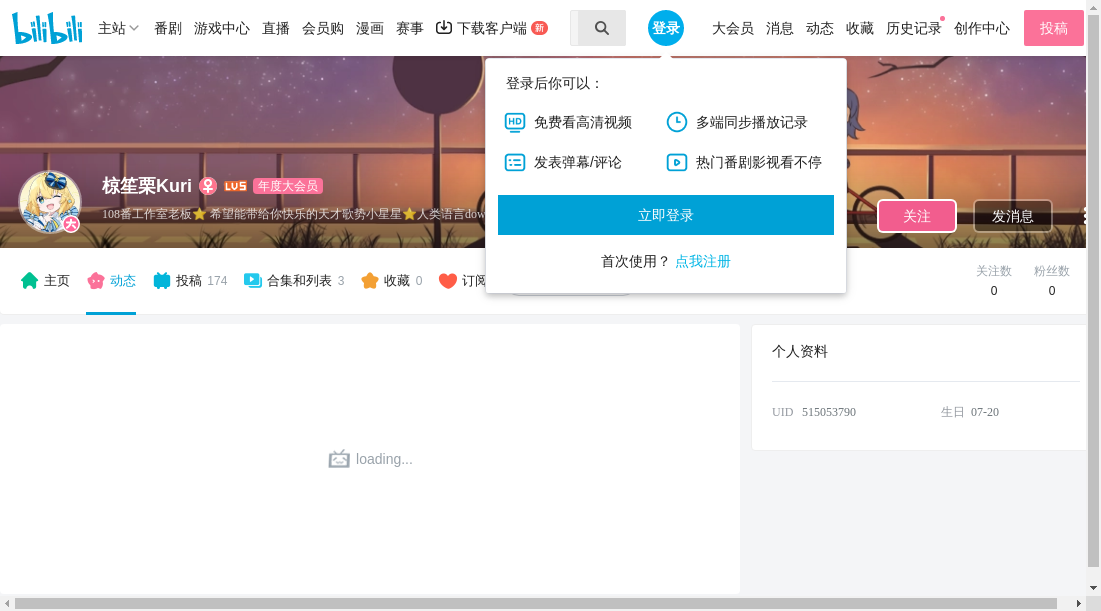 bilibili 主站 番剧 游戏中心 直播 会员购 漫画 赛事 下载客户端 新 登录 大会员 消息 动态 收藏 历史记录 创作中心 投稿
登录后你可以：
HD 免费看高清视频 多端同步播放记录
发表弹幕/评论 热门番剧影视看不停
立即登录
首次使用？ 点我注册
椋笙栗Kuri LV5 年度大会员
108番工作室老板⭐ 希望能带给你快乐的天才歌势小星星⭐人类语言dow
关注 发消息
主页 动态 投稿 174 合集和列表 3 收藏 0 订阅
关注数 粉丝数
0 0
loading...
个人资料
UID 515053790 生日 07-20